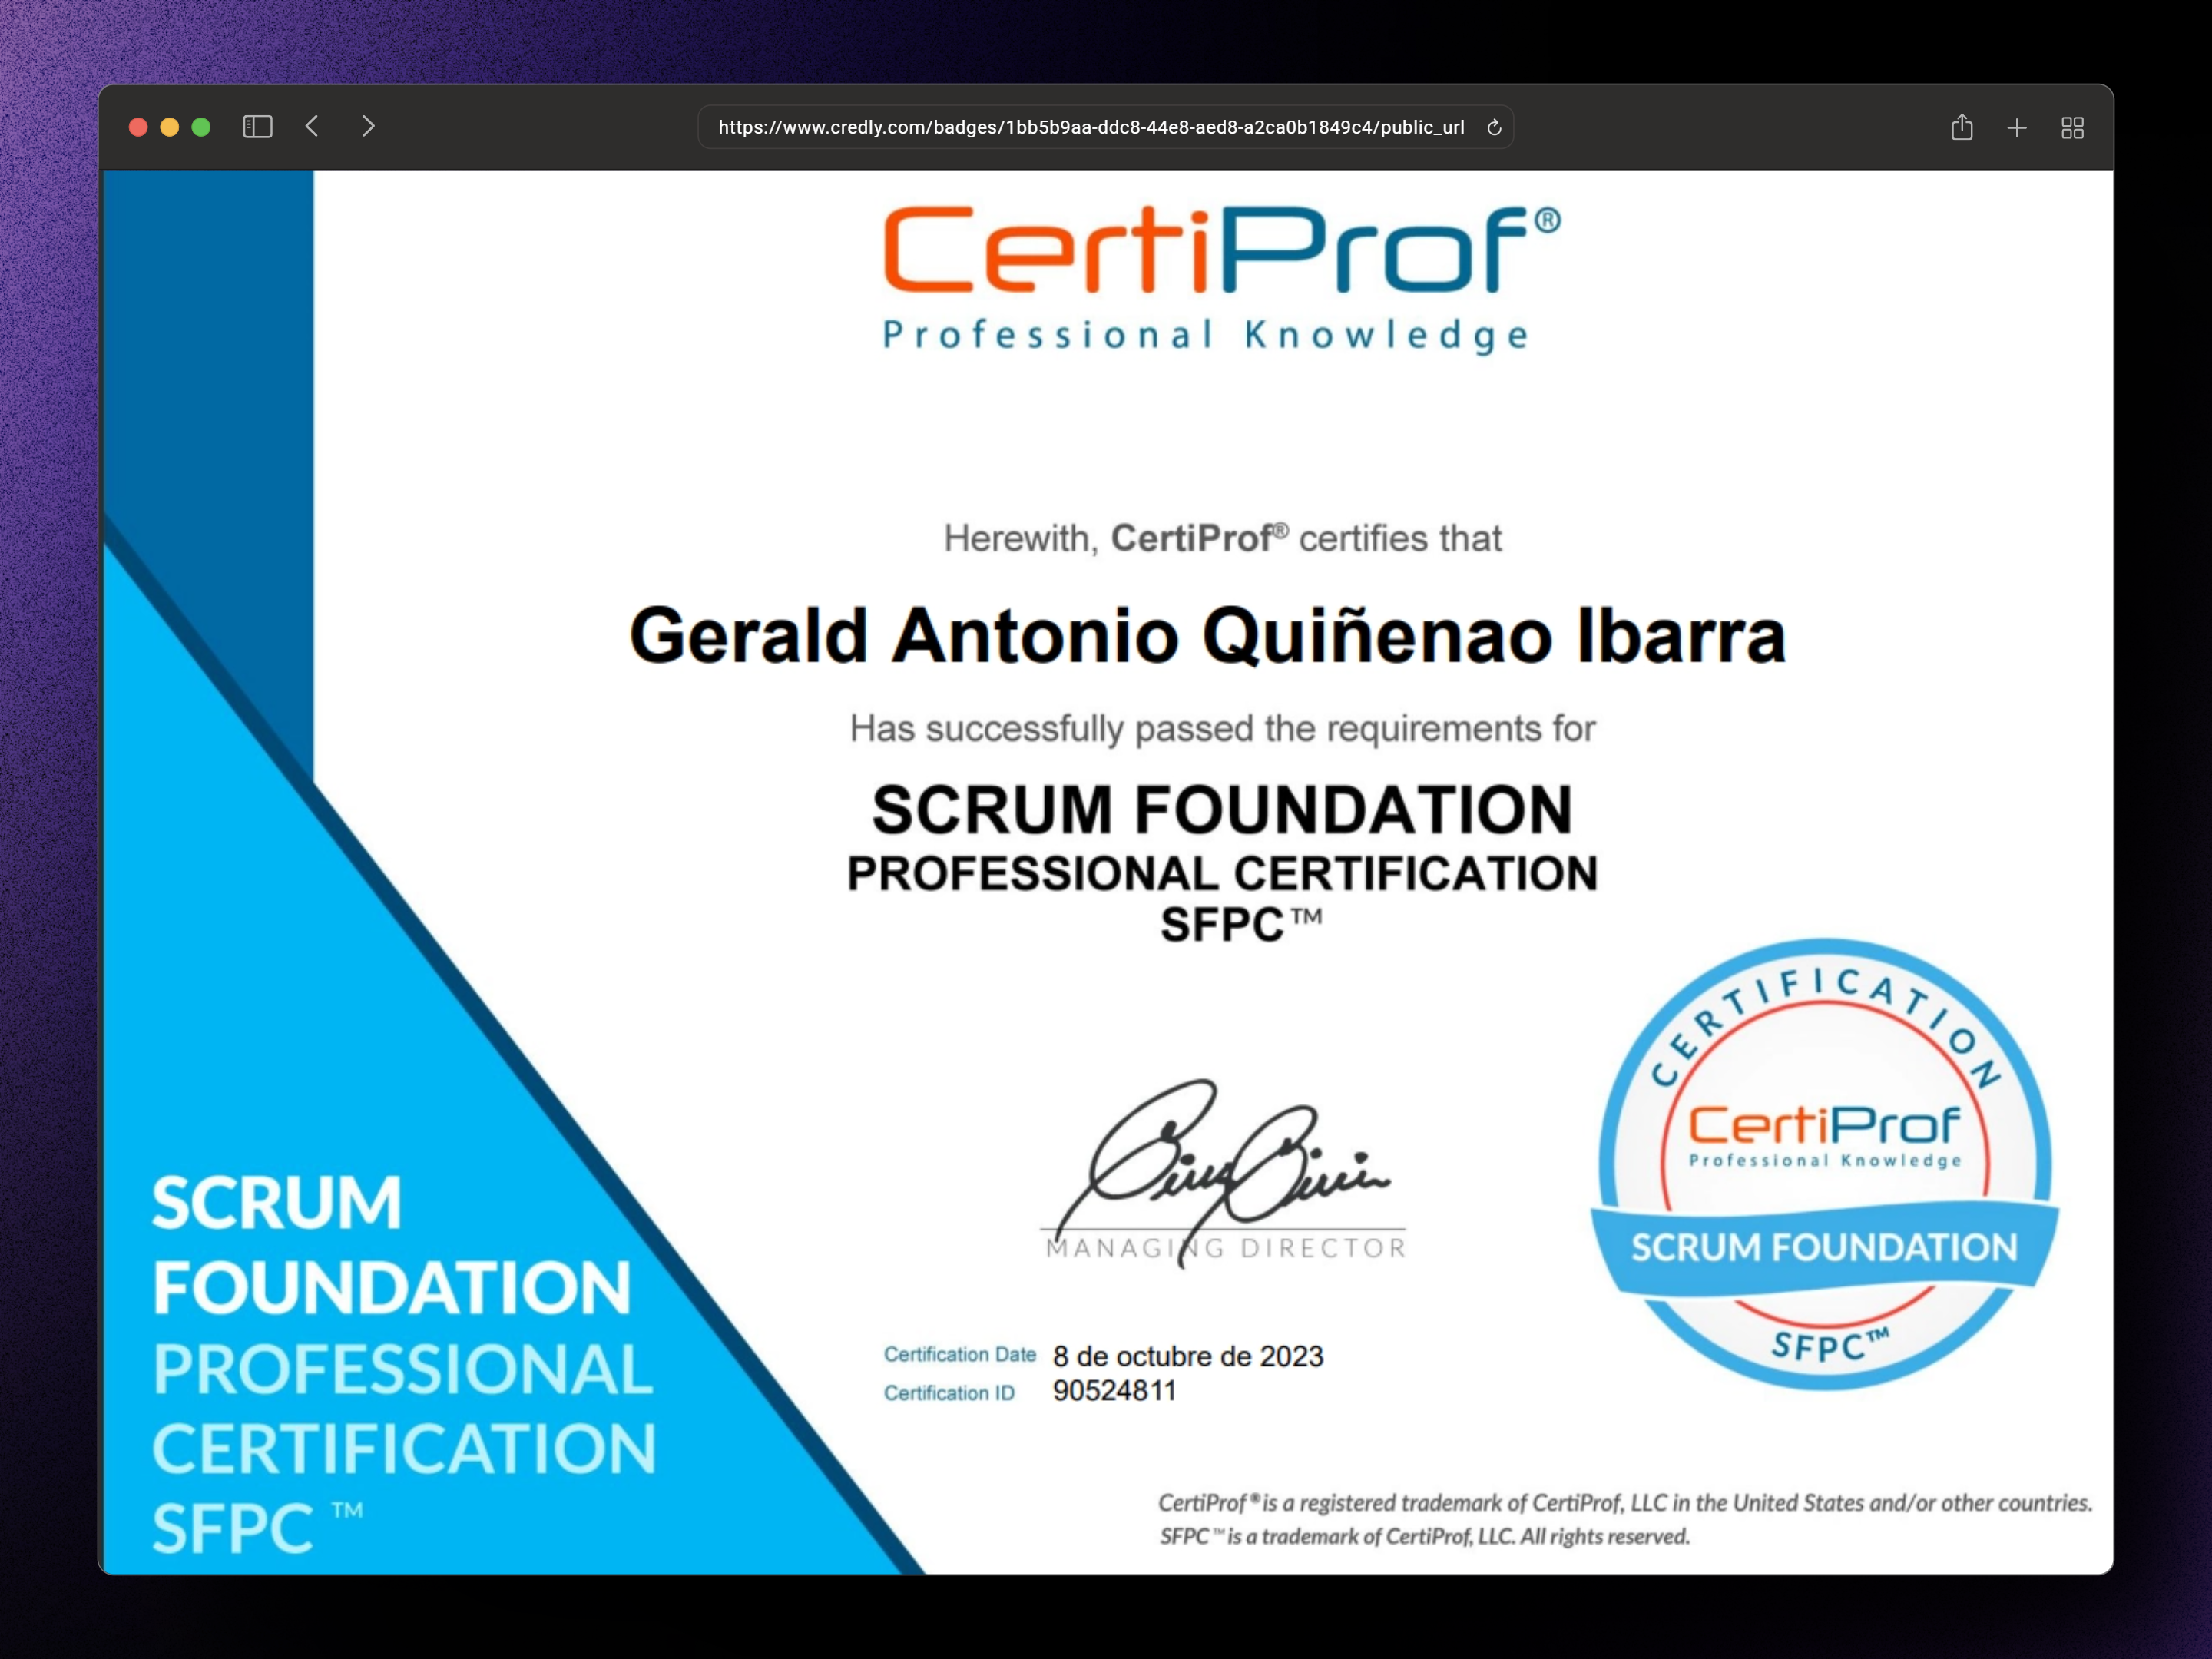 https://www.credly.com/badges/1bb5b9aa-ddc8-44e8-aed8-a2ca0b1849c4/public_url
CertiProf®
Professional Knowledge
Herewith, CertiProf® certifies that
Gerald Antonio Quiñenao Ibarra
Has successfully passed the requirements for
SCRUM FOUNDATION
PROFESSIONAL CERTIFICATION
SFPC™
MANAGING DIRECTOR
Certification Date 8 de octubre de 2023
Certification ID 90524811
CERTIFICATION
CertiProf
Professional Knowledge
SCRUM FOUNDATION
SFPC™
SCRUM
FOUNDATION
PROFESSIONAL
CERTIFICATION
SFPC ™
CertiProf® is a registered trademark of CertiProf, LLC in the United States and/or other countries.
SFPC™ is a trademark of CertiProf, LLC. All rights reserved.